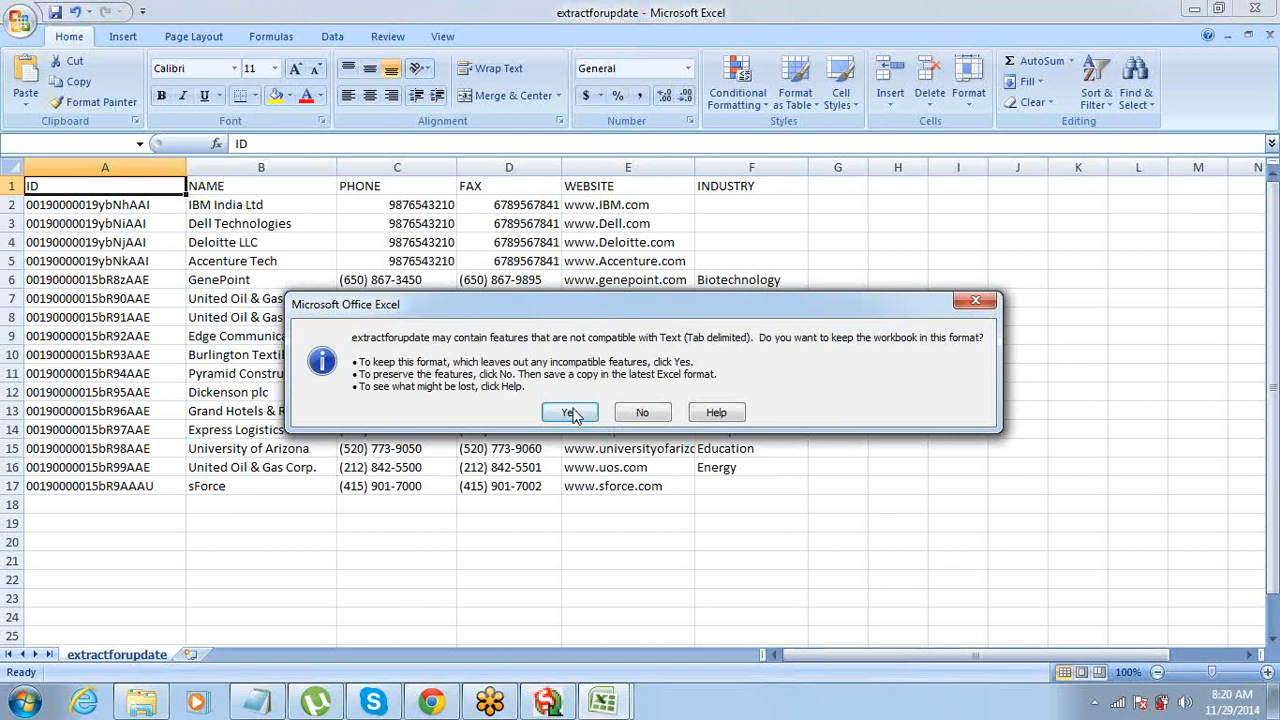 extractforupdate - Microsoft Excel
Home Insert Page Layout Formulas Data Review View
Paste
Cut
Copy
Format Painter
Clipboard
Calibri 11
B I U
Font
Wrap Text
Merge & Center
Alignment
General
$ % ,
Number
Conditional Formatting
Format as Table
Cell Styles
Styles
Insert Delete Format
Cells
AutoSum
Fill
Clear
Sort & Filter
Find & Select
Editing
fx ID
A B C D E F G H I J K L M N
1 ID NAME PHONE FAX WEBSITE INDUSTRY
2 00190000019ybNhAAI IBM India Ltd 9876543210 6789567841 www.IBM.com
3 00190000019ybNiAAI Dell Technologies 9876543210 6789567841 www.Dell.com
4 00190000019ybNjAAI Deloitte LLC 9876543210 6789567841 www.Deloitte.com
5 00190000019ybNkAAI Accenture Tech 9876543210 6789567841 www.Accenture.com
6 00190000015bR8zAAE GenePoint (650) 867-3450 (650) 867-9895 www.genepoint.com Biotechnology
7 00190000015bR90AAE United Oil & Gas
8 00190000015bR91AAE United Oil & Gas
9 00190000015bR92AAE Edge Communica
10 00190000015bR93AAE Burlington Textil
11 00190000015bR94AAE Pyramid Constru
12 00190000015bR95AAE Dickenson plc
13 00190000015bR96AAE Grand Hotels & R
14 00190000015bR97AAE Express Logistics
15 00190000015bR98AAE University of Arizona (520) 773-9050 (520) 773-9060 www.universityofarizo Education
16 00190000015bR99AAE United Oil & Gas Corp. (212) 842-5500 (212) 842-5501 www.uos.com Energy
17 00190000015bR9AAAU sForce (415) 901-7000 (415) 901-7002 www.sforce.com
18
19
20
21
22
23
24
25
Microsoft Office Excel
extractforupdate may contain features that are not compatible with Text (Tab delimited). Do you want to keep the workbook in this format?
• To keep this format, which leaves out any incompatible features, click Yes.
• To preserve the features, click No. Then save a copy in the latest Excel format.
• To see what might be lost, click Help.
Yes No Help
extractforupdate
Ready 100%
8:20 AM
11/29/2014